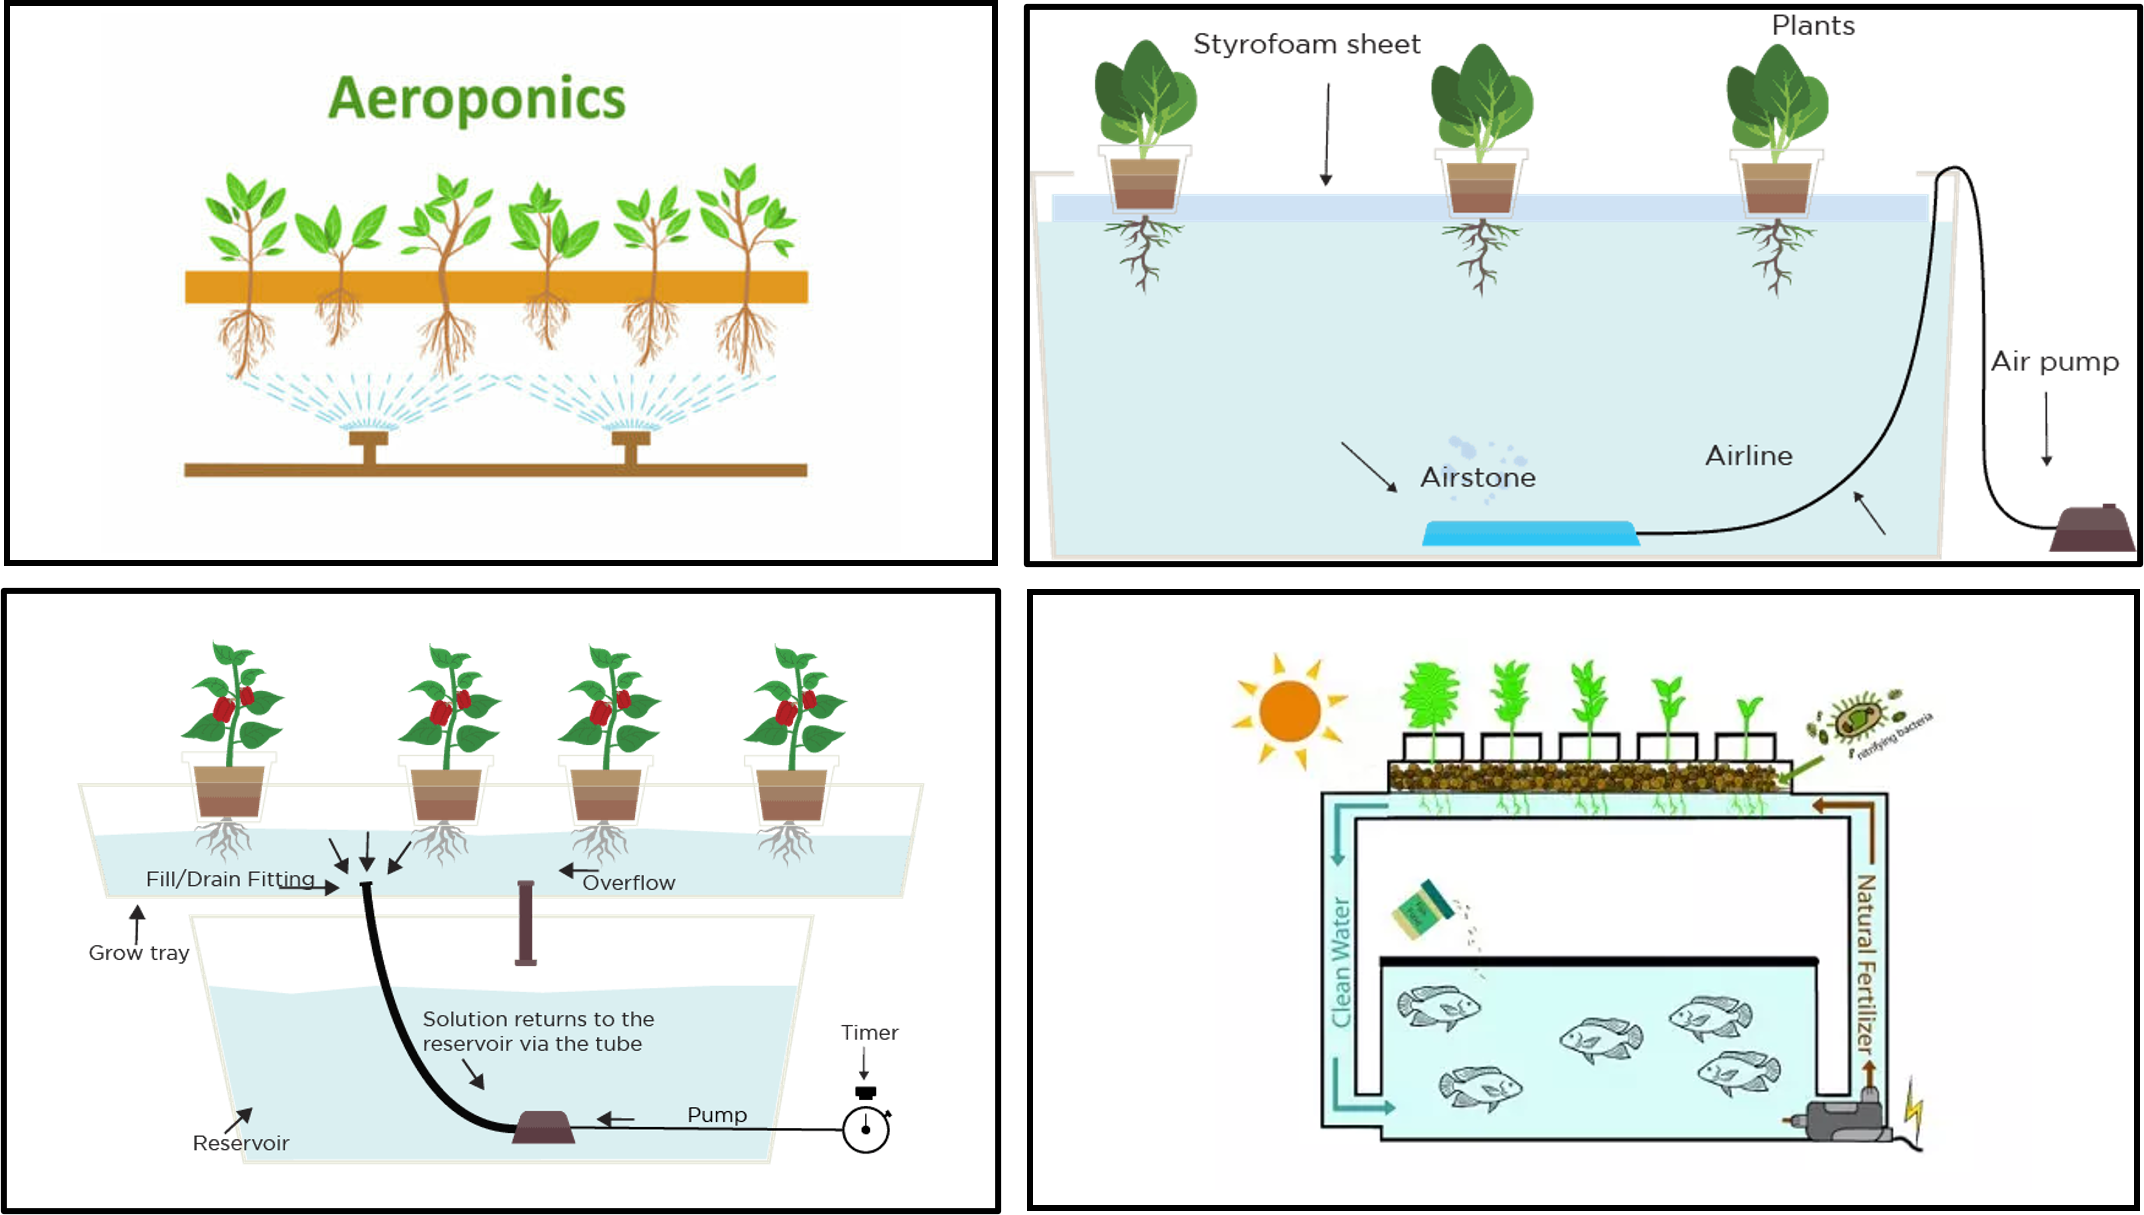 Aeroponics
Styrofoam sheet
Plants
Air pump
Airline
Airstone
Fill/Drain Fitting
Overflow
Grow tray
Solution returns to the
reservoir via the tube
Timer
Pump
Reservoir
nitrifying bacteria
Clean Water
Natural Fertilizer